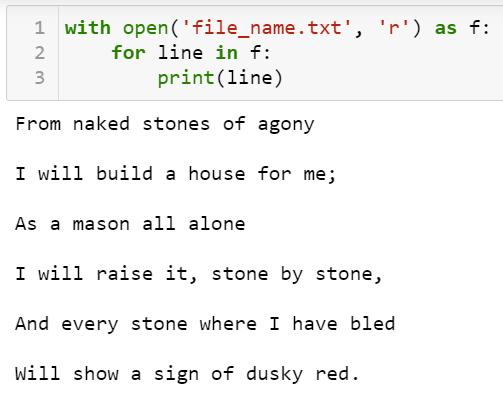 1 with open('file_name.txt', 'r') as f:
2     for line in f:
3         print(line)
From naked stones of agony
I will build a house for me;
As a mason all alone
I will raise it, stone by stone,
And every stone where I have bled
Will show a sign of dusky red.